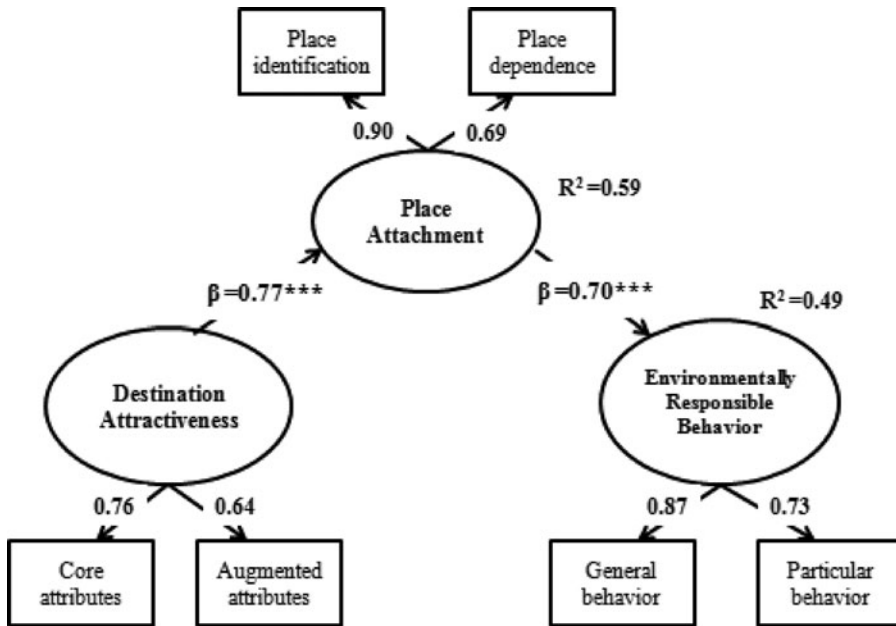 Place
identification
Place
dependence
0.90
0.69
Place
Attachment
R²=0.59
β=0.77***
β=0.70***
R²=0.49
Destination
Attractiveness
Environmentally
Responsible
Behavior
0.76
0.64
0.87
0.73
Core
attributes
Augmented
attributes
General
behavior
Particular
behavior